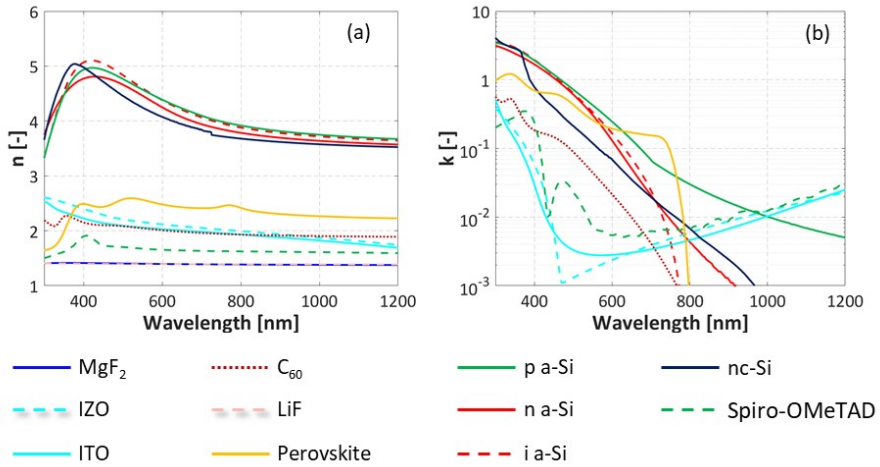 (a)
n [-]
6
5
4
3
2
1
400
600
800
1000
1200
Wavelength [nm]
(b)
k [-]
10
1
10⁻¹
10⁻²
10⁻³
400
600
800
1000
1200
Wavelength [nm]
MgF₂
IZO
ITO
C₆₀
LiF
Perovskite
p a-Si
n a-Si
i a-Si
nc-Si
Spiro-OMeTAD